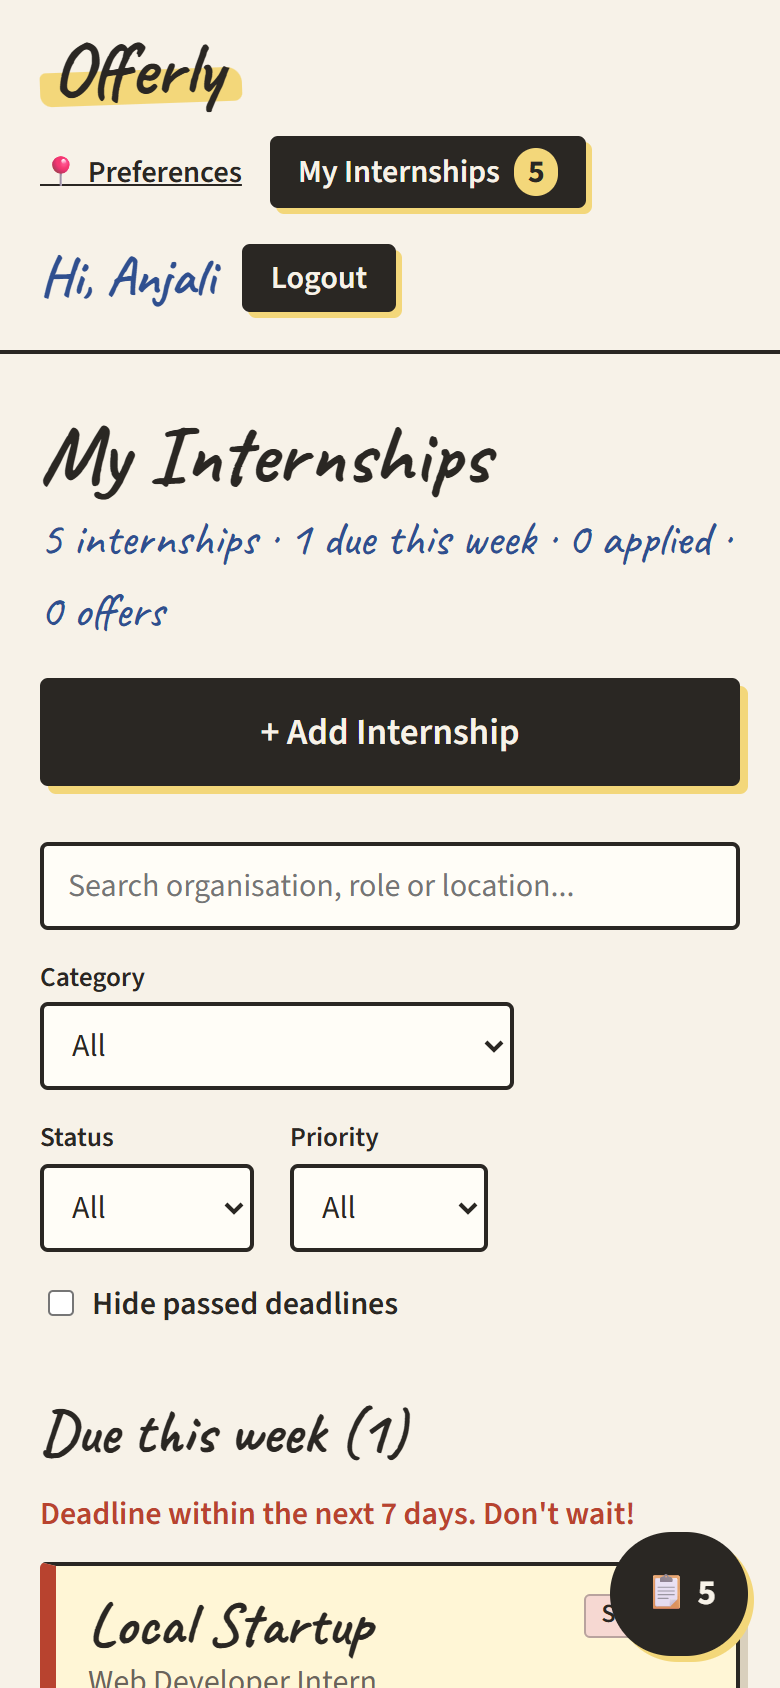 Offerly
Preferences
My Internships 5
Hi, Anjali
Logout
My Internships
5 internships · 1 due this week · 0 applied ·
0 offers
+ Add Internship
Search organisation, role or location...
Category
All
Status Priority
All All
Hide passed deadlines
Due this week (1)
Deadline within the next 7 days. Don't wait!
5
Local Startup
Web Developer Intern